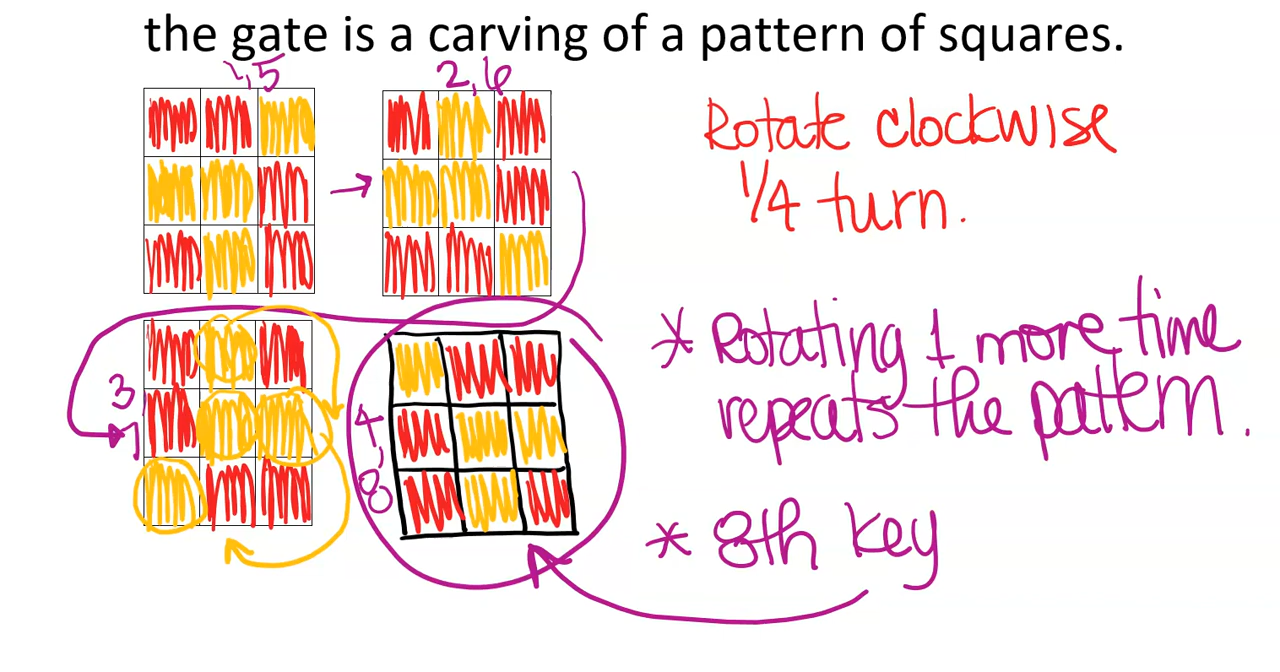 the gate is a carving of a pattern of squares.
1,5
2,6
Rotate clockwise
1/4 turn.
3,
7
4,
8
* Rotating 1 more time
repeats the pattern.
* 8th key